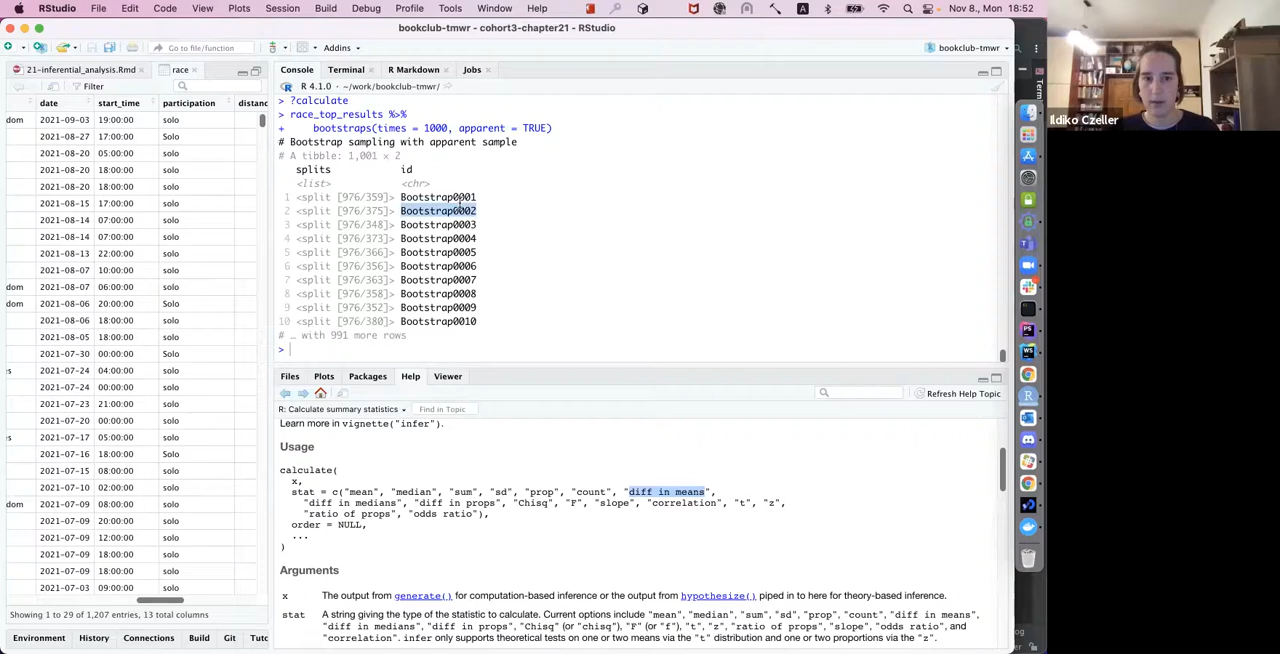 RStudio File Edit Code View Plots Session Build Debug Profile Tools Window Help A Nov 8., Mon 18:52
bookclub-tmwr - cohort3-chapter21 - RStudio
Go to file/function Addins bookclub-tmwr
21-inferential_analysis.Rmd race
Filter
date start_time participation distanc
dom 2021-09-03 19:00:00 solo
2021-08-27 17:00:00 solo
2021-08-20 05:00:00 solo
2021-08-20 18:00:00 solo
2021-08-20 18:00:00 solo
2021-08-15 17:00:00 solo
2021-08-14 07:00:00 solo
2021-08-14 07:00:00 solo
2021-08-13 22:00:00 solo
2021-08-07 10:00:00 solo
dom 2021-08-07 06:00:00 solo
dom 2021-08-06 20:00:00 solo
2021-08-06 18:00:00 solo
2021-08-05 18:00:00 solo
2021-07-30 00:00:00 solo
es 2021-07-24 04:00:00 solo
2021-07-24 00:00:00 solo
2021-07-23 21:00:00 solo
2021-07-20 00:00:00 solo
es 2021-07-17 05:00:00 solo
2021-07-16 18:00:00 solo
2021-07-15 08:00:00 solo
2021-07-10 02:00:00 solo
dom 2021-07-09 08:00:00 solo
2021-07-09 20:00:00 solo
2021-07-09 12:00:00 solo
2021-07-09 18:00:00 solo
2021-07-09 18:00:00 solo
2021-07-03 09:00:00 solo
Showing 1 to 29 of 1,207 entries, 13 total columns
Environment History Connections Build Git Tuto
Console Terminal R Markdown Jobs
R 4.1.0 · ~/work/bookclub-tmwr/
> ?calculate
> race_top_results %>%
+ bootstraps(times = 1000, apparent = TRUE)
# Bootstrap sampling with apparent sample
# A tibble: 1,001 × 2
splits id
<list> <chr>
1 <split [976/359]> Bootstrap0001
2 <split [976/375]> Bootstrap0002
3 <split [976/348]> Bootstrap0003
4 <split [976/373]> Bootstrap0004
5 <split [976/366]> Bootstrap0005
6 <split [976/356]> Bootstrap0006
7 <split [976/363]> Bootstrap0007
8 <split [976/358]> Bootstrap0008
9 <split [976/352]> Bootstrap0009
10 <split [976/380]> Bootstrap0010
# … with 991 more rows
>
Files Plots Packages Help Viewer
Refresh Help Topic
R: Calculate summary statistics Find in Topic
Learn more in vignette("infer").
Usage
calculate(
x,
stat = c("mean", "median", "sum", "sd", "prop", "count", "diff in means",
"diff in medians", "diff in props", "Chisq", "F", "slope", "correlation", "t", "z",
"ratio of props", "odds ratio"),
order = NULL,
...
)
Arguments
x The output from generate() for computation-based inference or the output from hypothesize() piped in to here for theory-based inference.
stat A string giving the type of the statistic to calculate. Current options include "mean", "median", "sum", "sd", "prop", "count", "diff in means",
"diff in medians", "diff in props", "Chisq" (or "chisq"), "F" (or "f"), "t", "z", "ratio of props", "slope", "odds ratio", and
"correlation". infer only supports theoretical tests on one or two means via the "t" distribution and one or two proportions via the "z".
Ildiko Czeller
Term